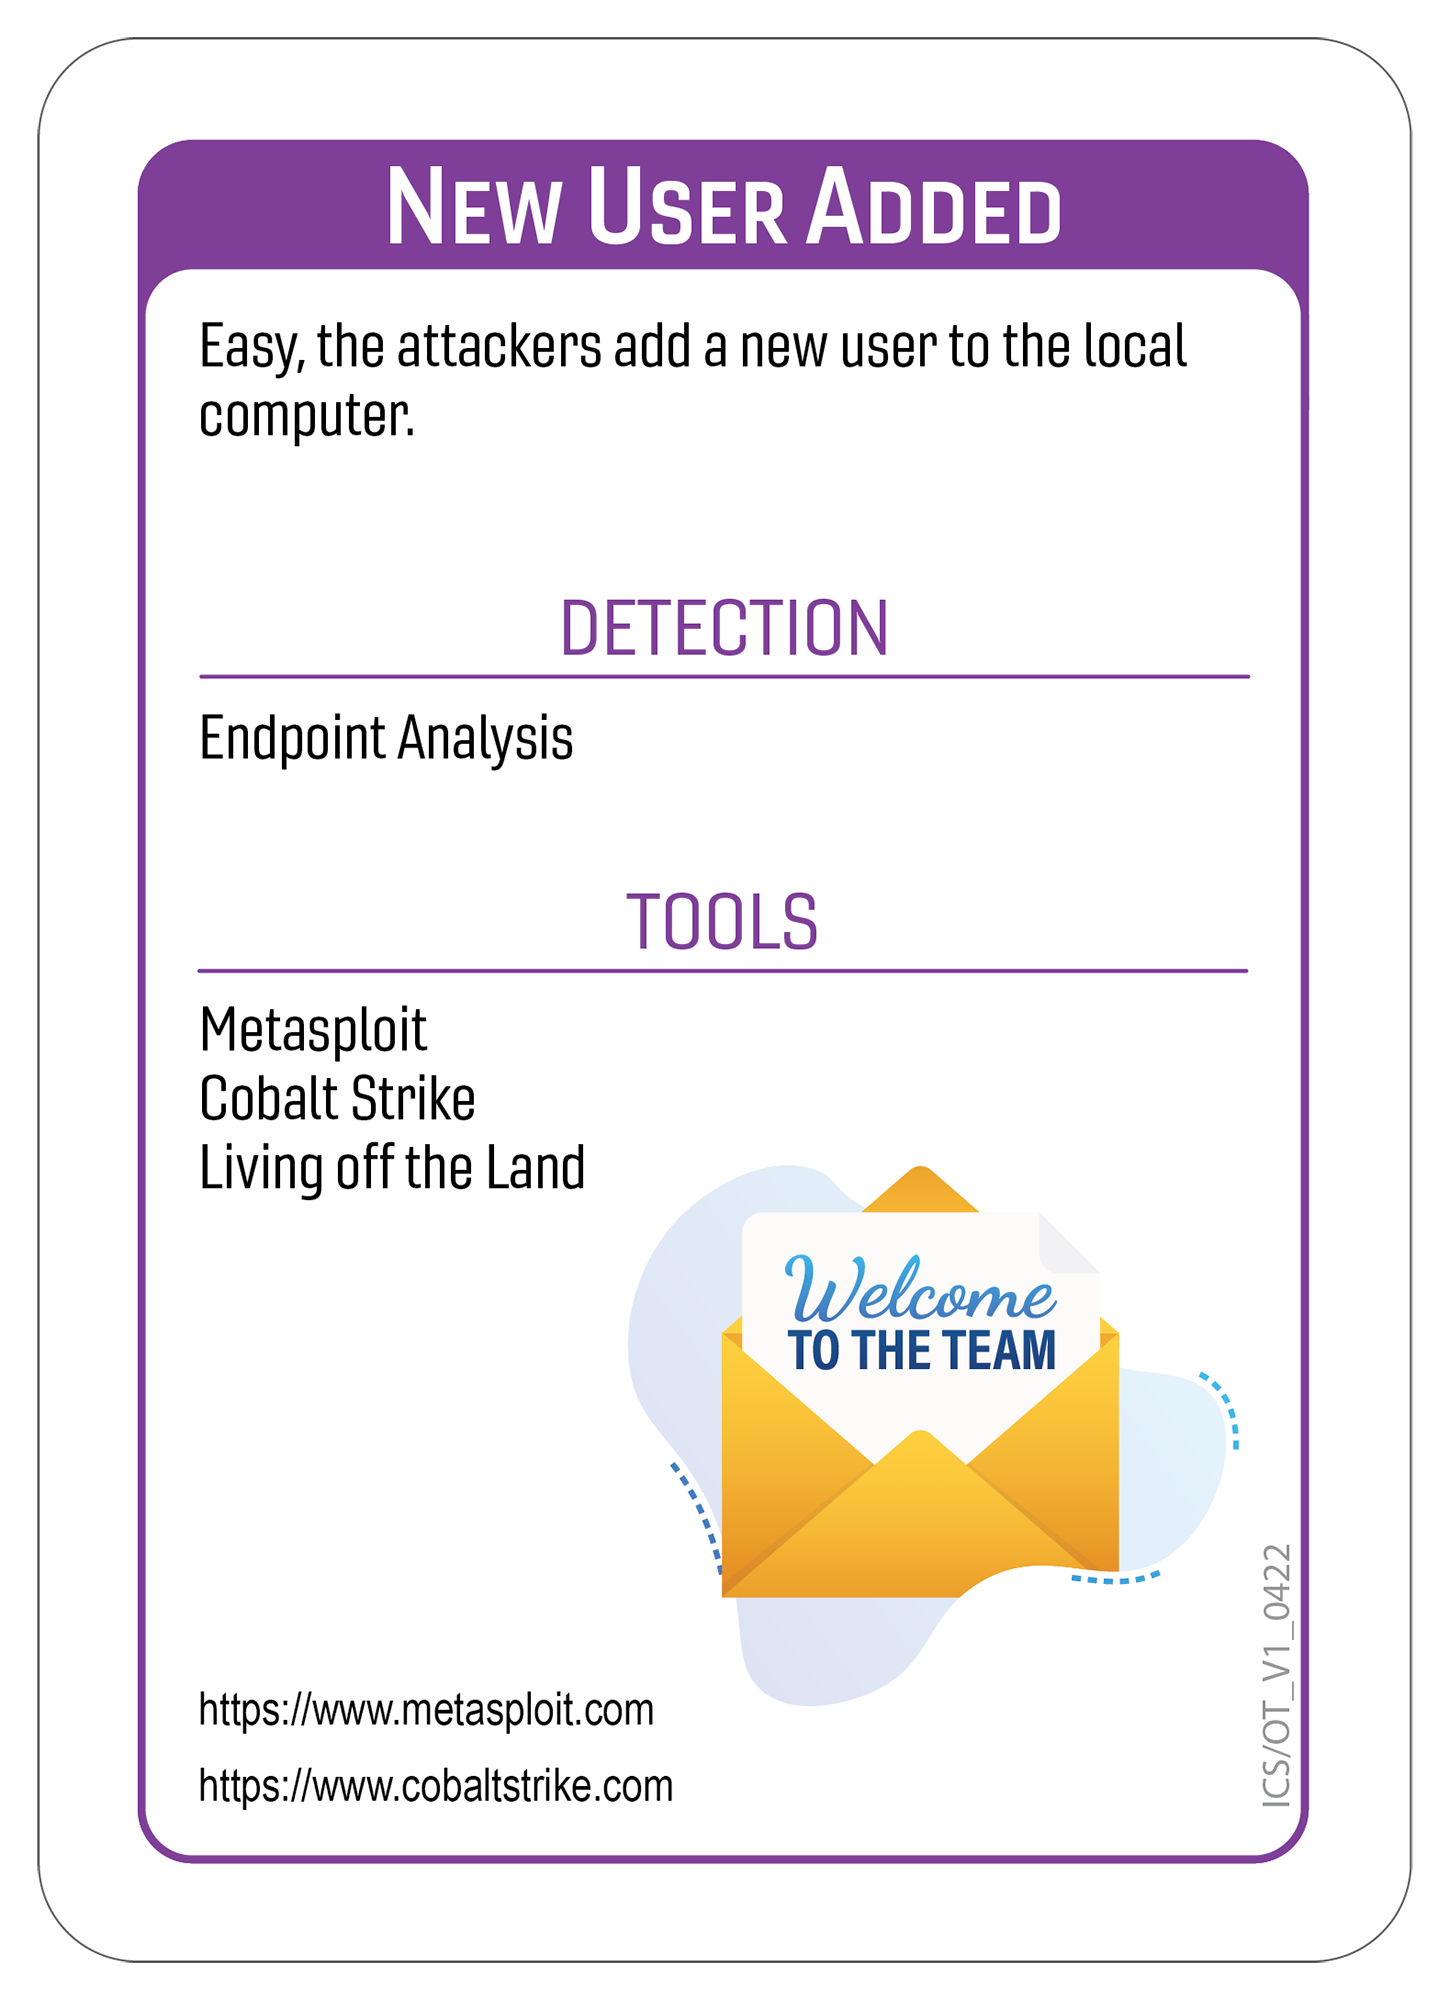 New User Added
Easy, the attackers add a new user to the local
computer.
DETECTION
Endpoint Analysis
TOOLS
Metasploit
Cobalt Strike
Living off the Land
Welcome
TO THE TEAM
https://www.metasploit.com
https://www.cobaltstrike.com
ICS/OT_V1_0422